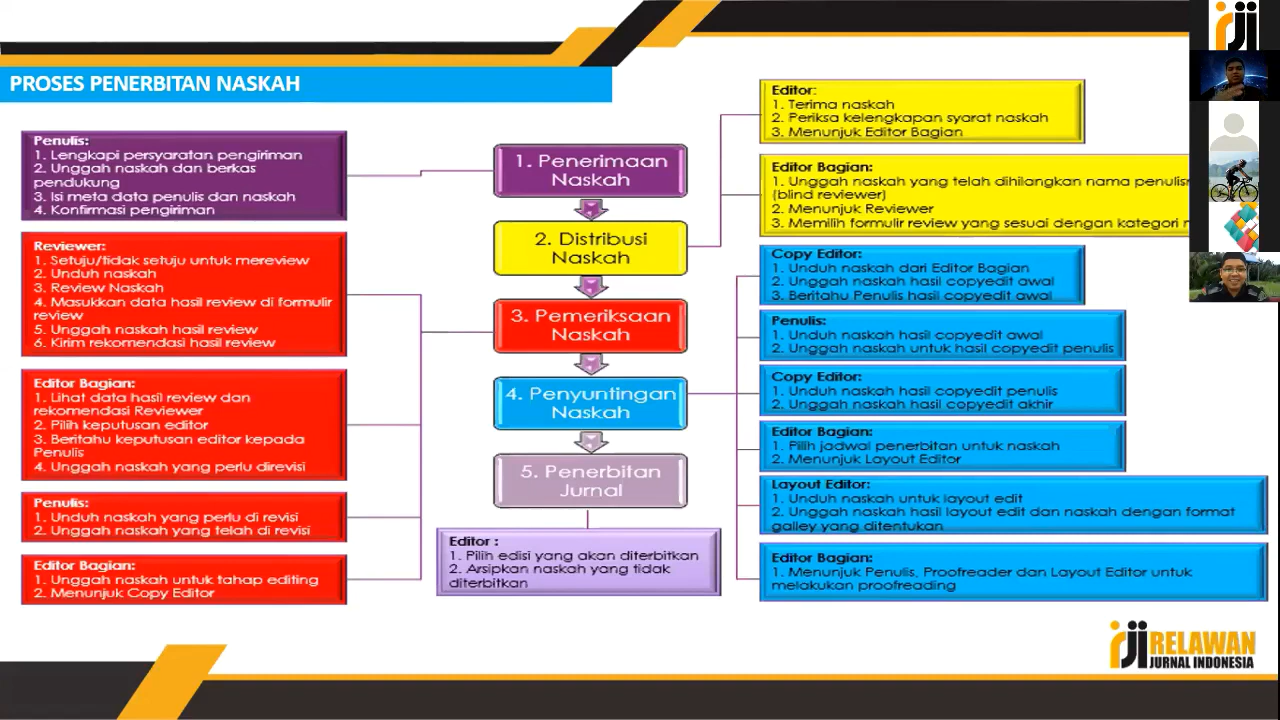 PROSES PENERBITAN NASKAH
Penulis:
1. Lengkapi persyaratan pengiriman
2. Unggah naskah dan berkas
pendukung
3. Isi meta data penulis dan naskah
4. Konfirmasi pengiriman
Reviewer:
1. Setuju/tidak setuju untuk mereview
2. Unduh naskah
3. Review Naskah
4. Masukkan data hasil review di formulir
review
5. Unggah naskah hasil review
6. Kirim rekomendasi hasil review
Editor Bagian:
1. Lihat data hasil review dan
rekomendasi Reviewer
2. Pilih keputusan editor
3. Beritahu keputusan editor kepada
Penulis
4. Unggah naskah yang perlu direvisi
Penulis:
1. Unduh naskah yang perlu di revisi
2. Unggah naskah yang telah di revisi
Editor Bagian:
1. Unggah naskah untuk tahap editing
2. Menunjuk Copy Editor
1. Penerimaan
Naskah
2. Distribusi
Naskah
3. Pemeriksaan
Naskah
4. Penyuntingan
Naskah
5. Penerbitan
Jurnal
Editor :
1. Pilih edisi yang akan diterbitkan
2. Arsipkan naskah yang tidak
diterbitkan
Editor:
1. Terima naskah
2. Periksa kelengkapan syarat naskah
3. Menunjuk Editor Bagian
Editor Bagian:
1. Unggah naskah yang telah dihilangkan nama penulis
(blind reviewer)
2. Menunjuk Reviewer
3. Memilih formulir review yang sesuai dengan kategori
Copy Editor:
1. Unduh naskah dari Editor Bagian
2. Unggah naskah hasil copyedit awal
3. Beritahu Penulis hasil copyedit awal
Penulis:
1. Unduh naskah hasil copyedit awal
2. Unggah naskah untuk hasil copyedit penulis
Copy Editor:
1. Unduh naskah hasil copyedit penulis
2. Unggah naskah hasil copyedit akhir
Editor Bagian:
1. Pilih jadwal penerbitan untuk naskah
2. Menunjuk Layout Editor
Layout Editor:
1. Unduh naskah untuk layout edit
2. Unggah naskah hasil layout edit dan naskah dengan format
galley yang ditentukan
Editor Bagian:
1. Menunjuk Penulis, Proofreader dan Layout Editor untuk
melakukan proofreading
rji
rji RELAWAN
JURNAL INDONESIA